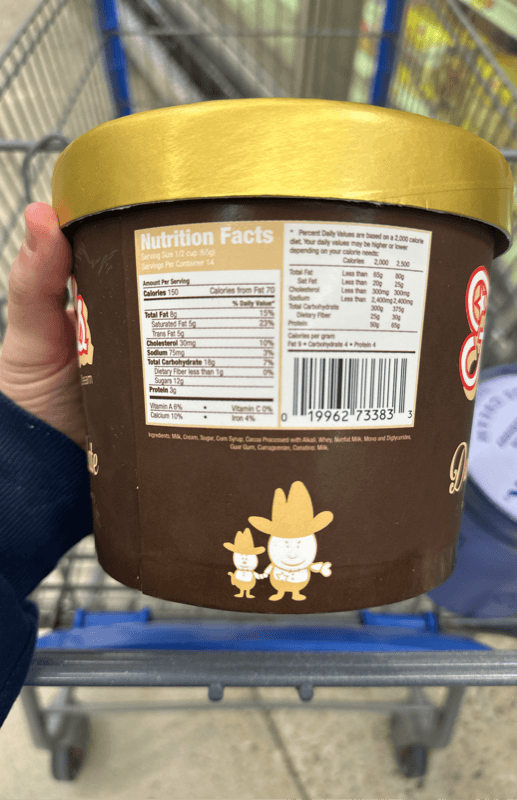 Nutrition Facts
Serving Size 1/2 cup (65g)
Servings Per Container 14
Amount Per Serving
Calories 150 Calories from Fat 70
% Daily Value*
Total Fat 8g 15%
Saturated Fat 5g 23%
Trans Fat 5g
Cholesterol 30mg 10%
Sodium 75mg 3%
Total Carbohydrate 18g
Dietary Fiber less than 1g 0%
Sugars 12g
Protein 3g
Vitamin A 6% • Vitamin C 0%
Calcium 10% • Iron 4%
* Percent Daily Values are based on a 2,000 calorie
diet. Your daily values may be higher or lower
depending on your calorie needs:
Calories 2,000 2,500
Total Fat Less than 65g 80g
Sat Fat Less than 20g 25g
Cholesterol Less than 300mg 300mg
Sodium Less than 2,400mg 2,400mg
Total Carbohydrate 300g 375g
Dietary Fiber 25g 30g
Protein 50g 65g
Calories per gram
Fat 9 • Carbohydrate 4 • Protein 4
0 19962 73383 3
Ingredients: Milk, Cream, Sugar, Corn Syrup, Cocoa Processed with Alkali, Whey, Nonfat Milk, Mono and Diglycerides,
Guar Gum, Carrageenan, Contains: Milk.